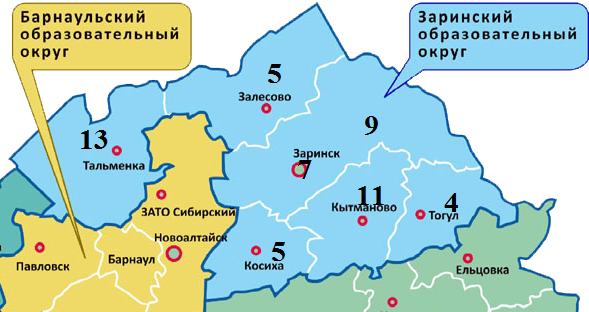 Барнаульский
образовательный
округ
Заринский
образовательный
округ
5
Залесово
13
Тальменка
9
Заринск
7
11
Кытманово
4
Тогул
ЗАТО Сибирский
Новоалтайск
Павловск
Барнаул
5
Косиха
Ельцовка